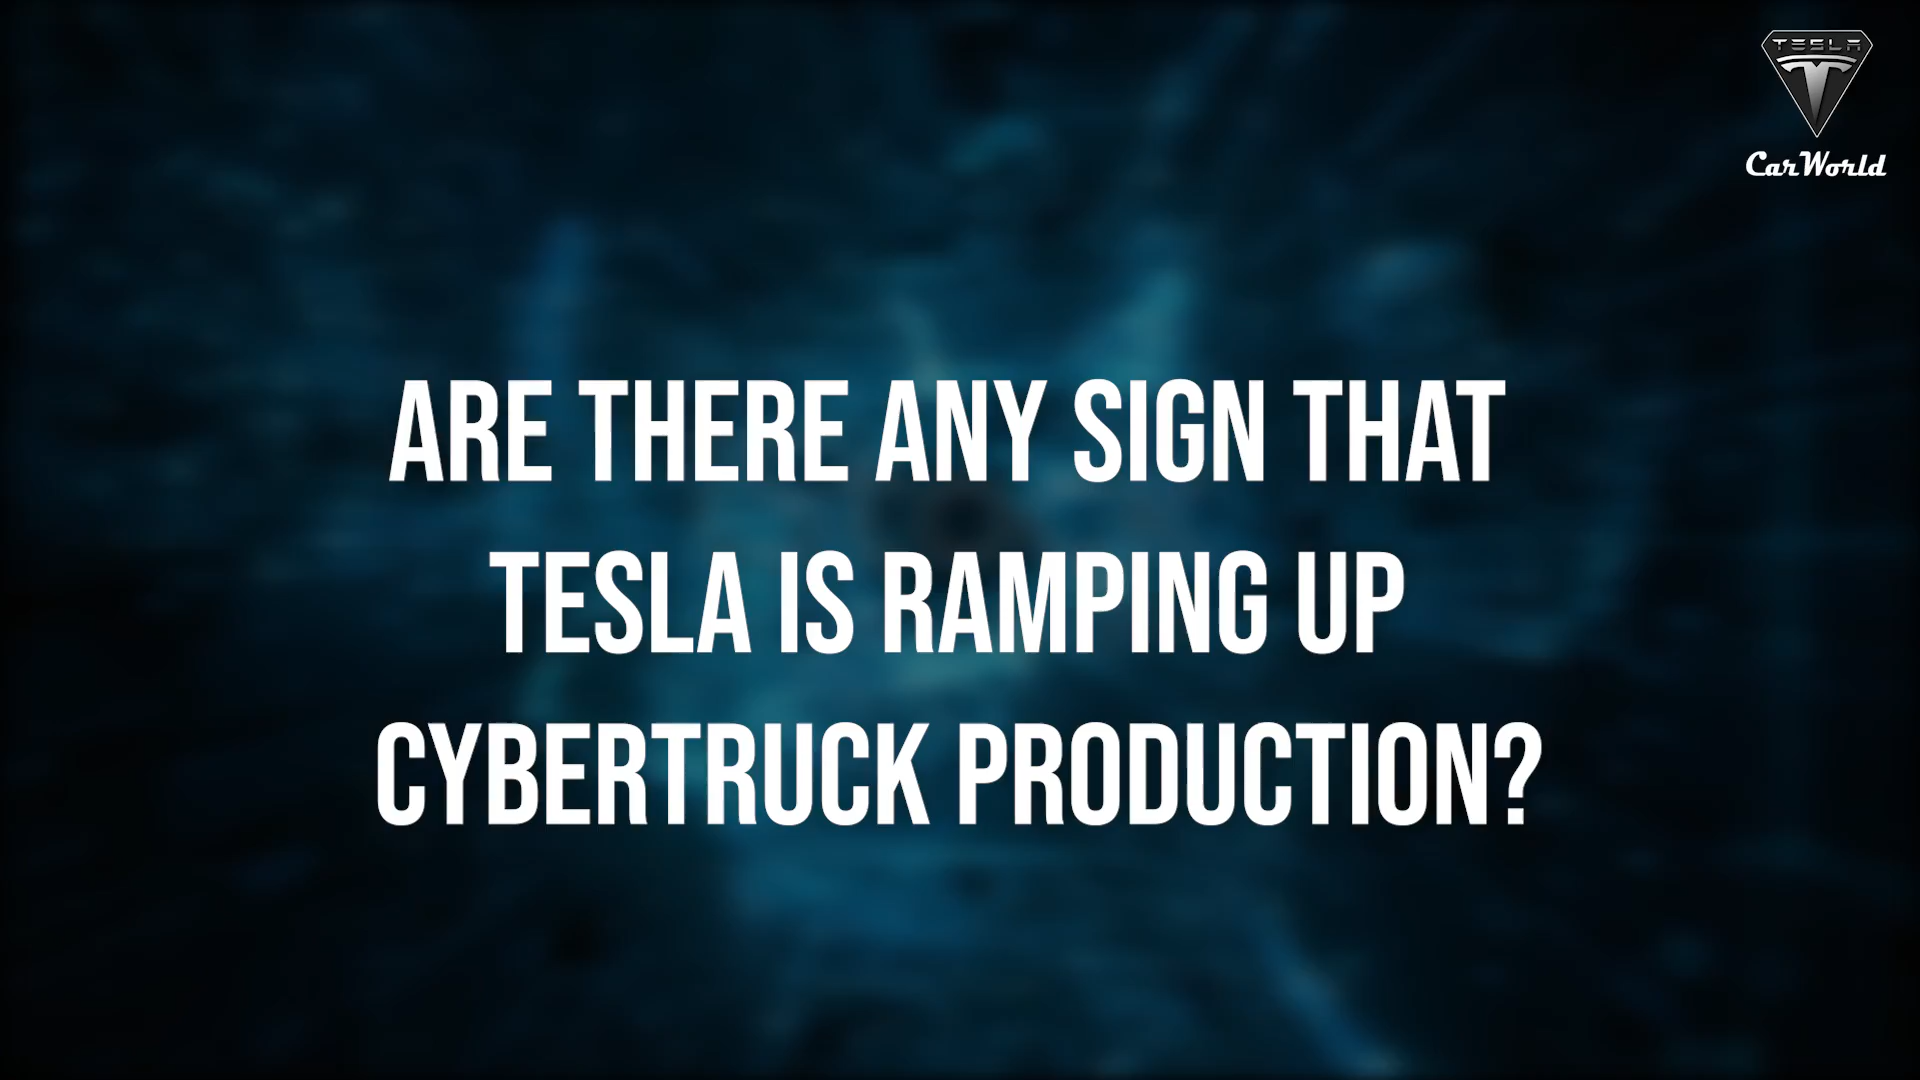 TESLA
CarWorld
ARE THERE ANY SIGN THAT
TESLA IS RAMPING UP
CYBERTRUCK PRODUCTION?